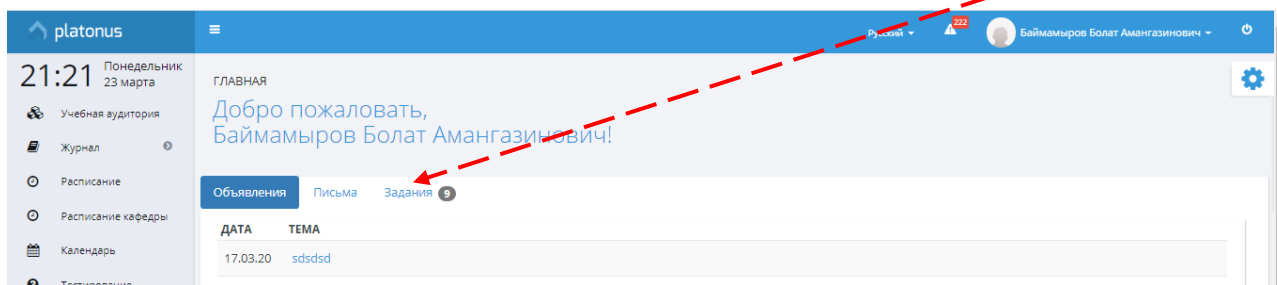 platonus
Русский
222
Баймамыров Болат Амангазинович
21:21 Понедельник
23 марта
Учебная аудитория
Журнал
Расписание
Расписание кафедры
Календарь
Тестирование
ГЛАВНАЯ
Добро пожаловать,
Баймамыров Болат Амангазинович!
Объявления Письма Задания 9
ДАТА ТЕМА
17.03.20 sdsdsd